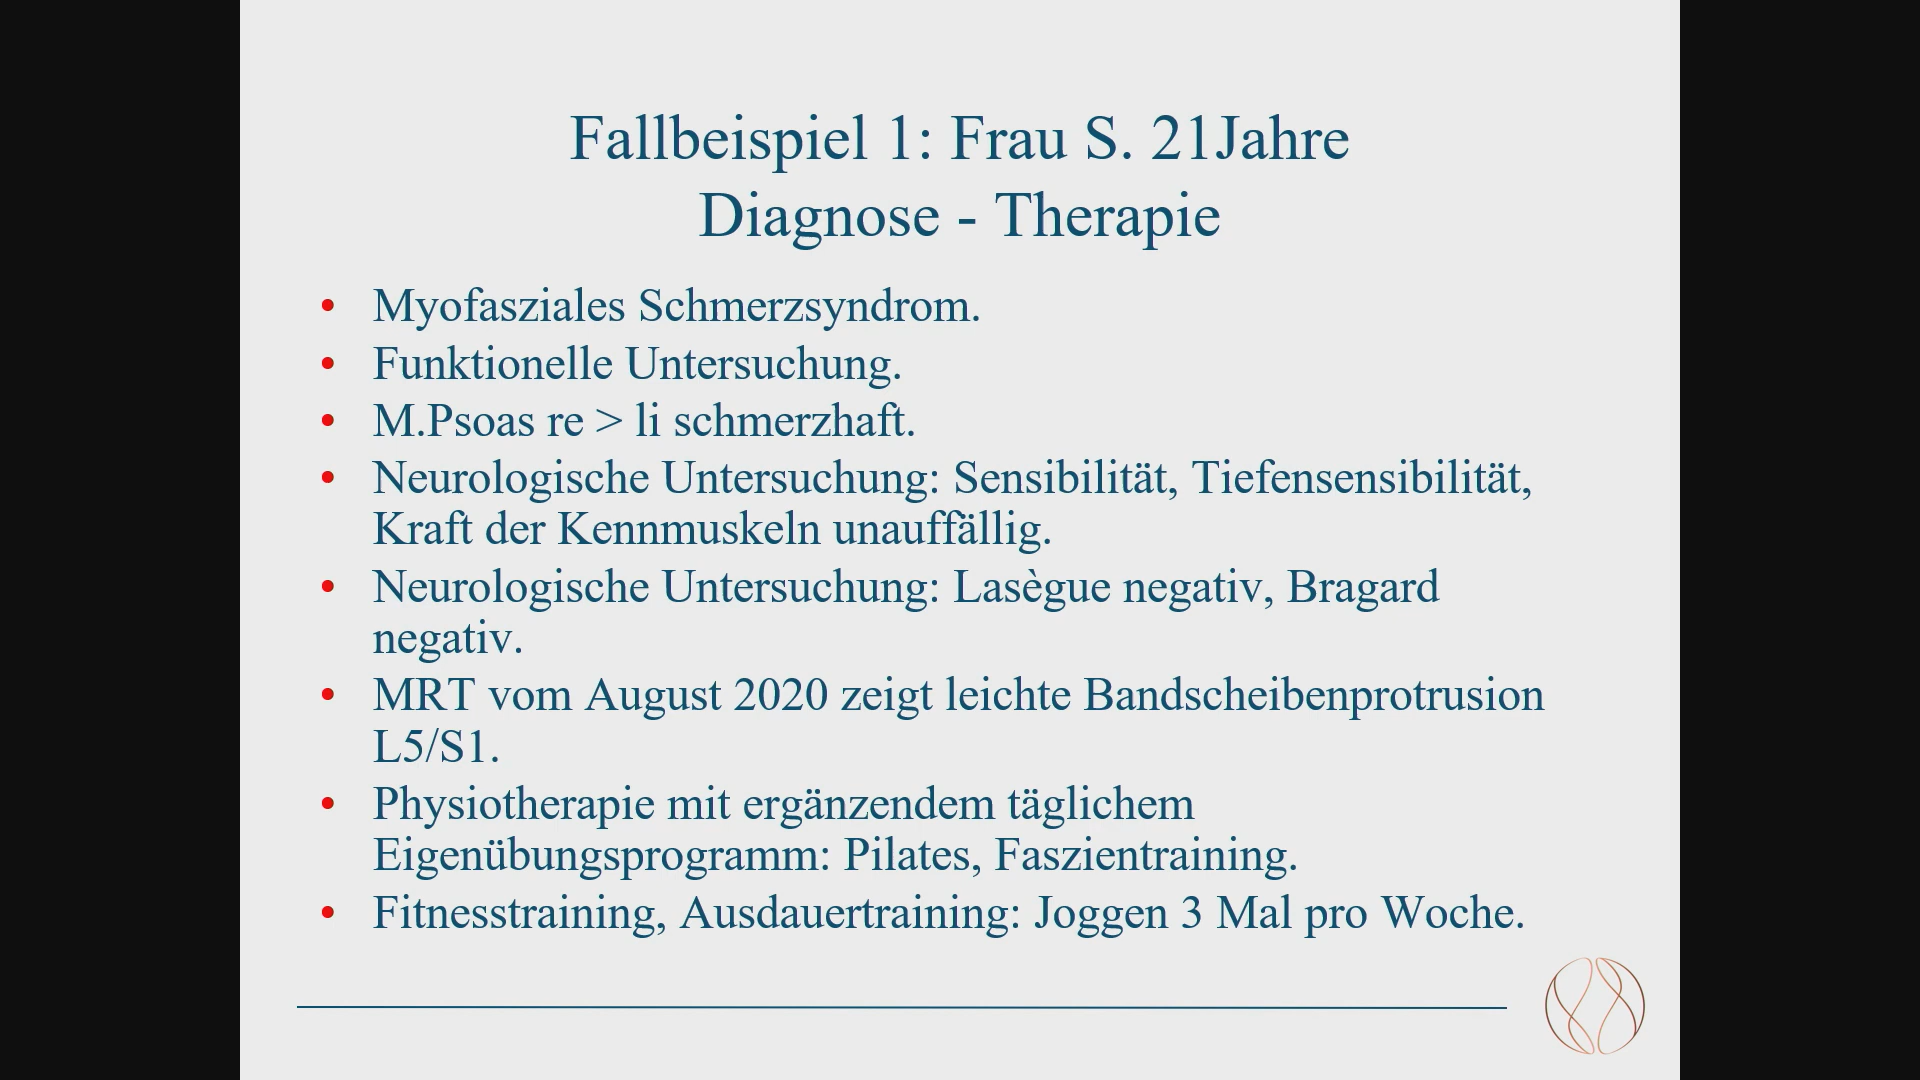 Fallbeispiel 1: Frau S. 21Jahre
Diagnose - Therapie
• Myofasziales Schmerzsyndrom.
• Funktionelle Untersuchung.
• M.Psoas re > li schmerzhaft.
• Neurologische Untersuchung: Sensibilität, Tiefensensibilität,
Kraft der Kennmuskeln unauffällig.
• Neurologische Untersuchung: Lasègue negativ, Bragard
negativ.
• MRT vom August 2020 zeigt leichte Bandscheibenprotrusion
L5/S1.
• Physiotherapie mit ergänzendem täglichem
Eigenübungsprogramm: Pilates, Faszientraining.
• Fitnesstraining, Ausdauertraining: Joggen 3 Mal pro Woche.